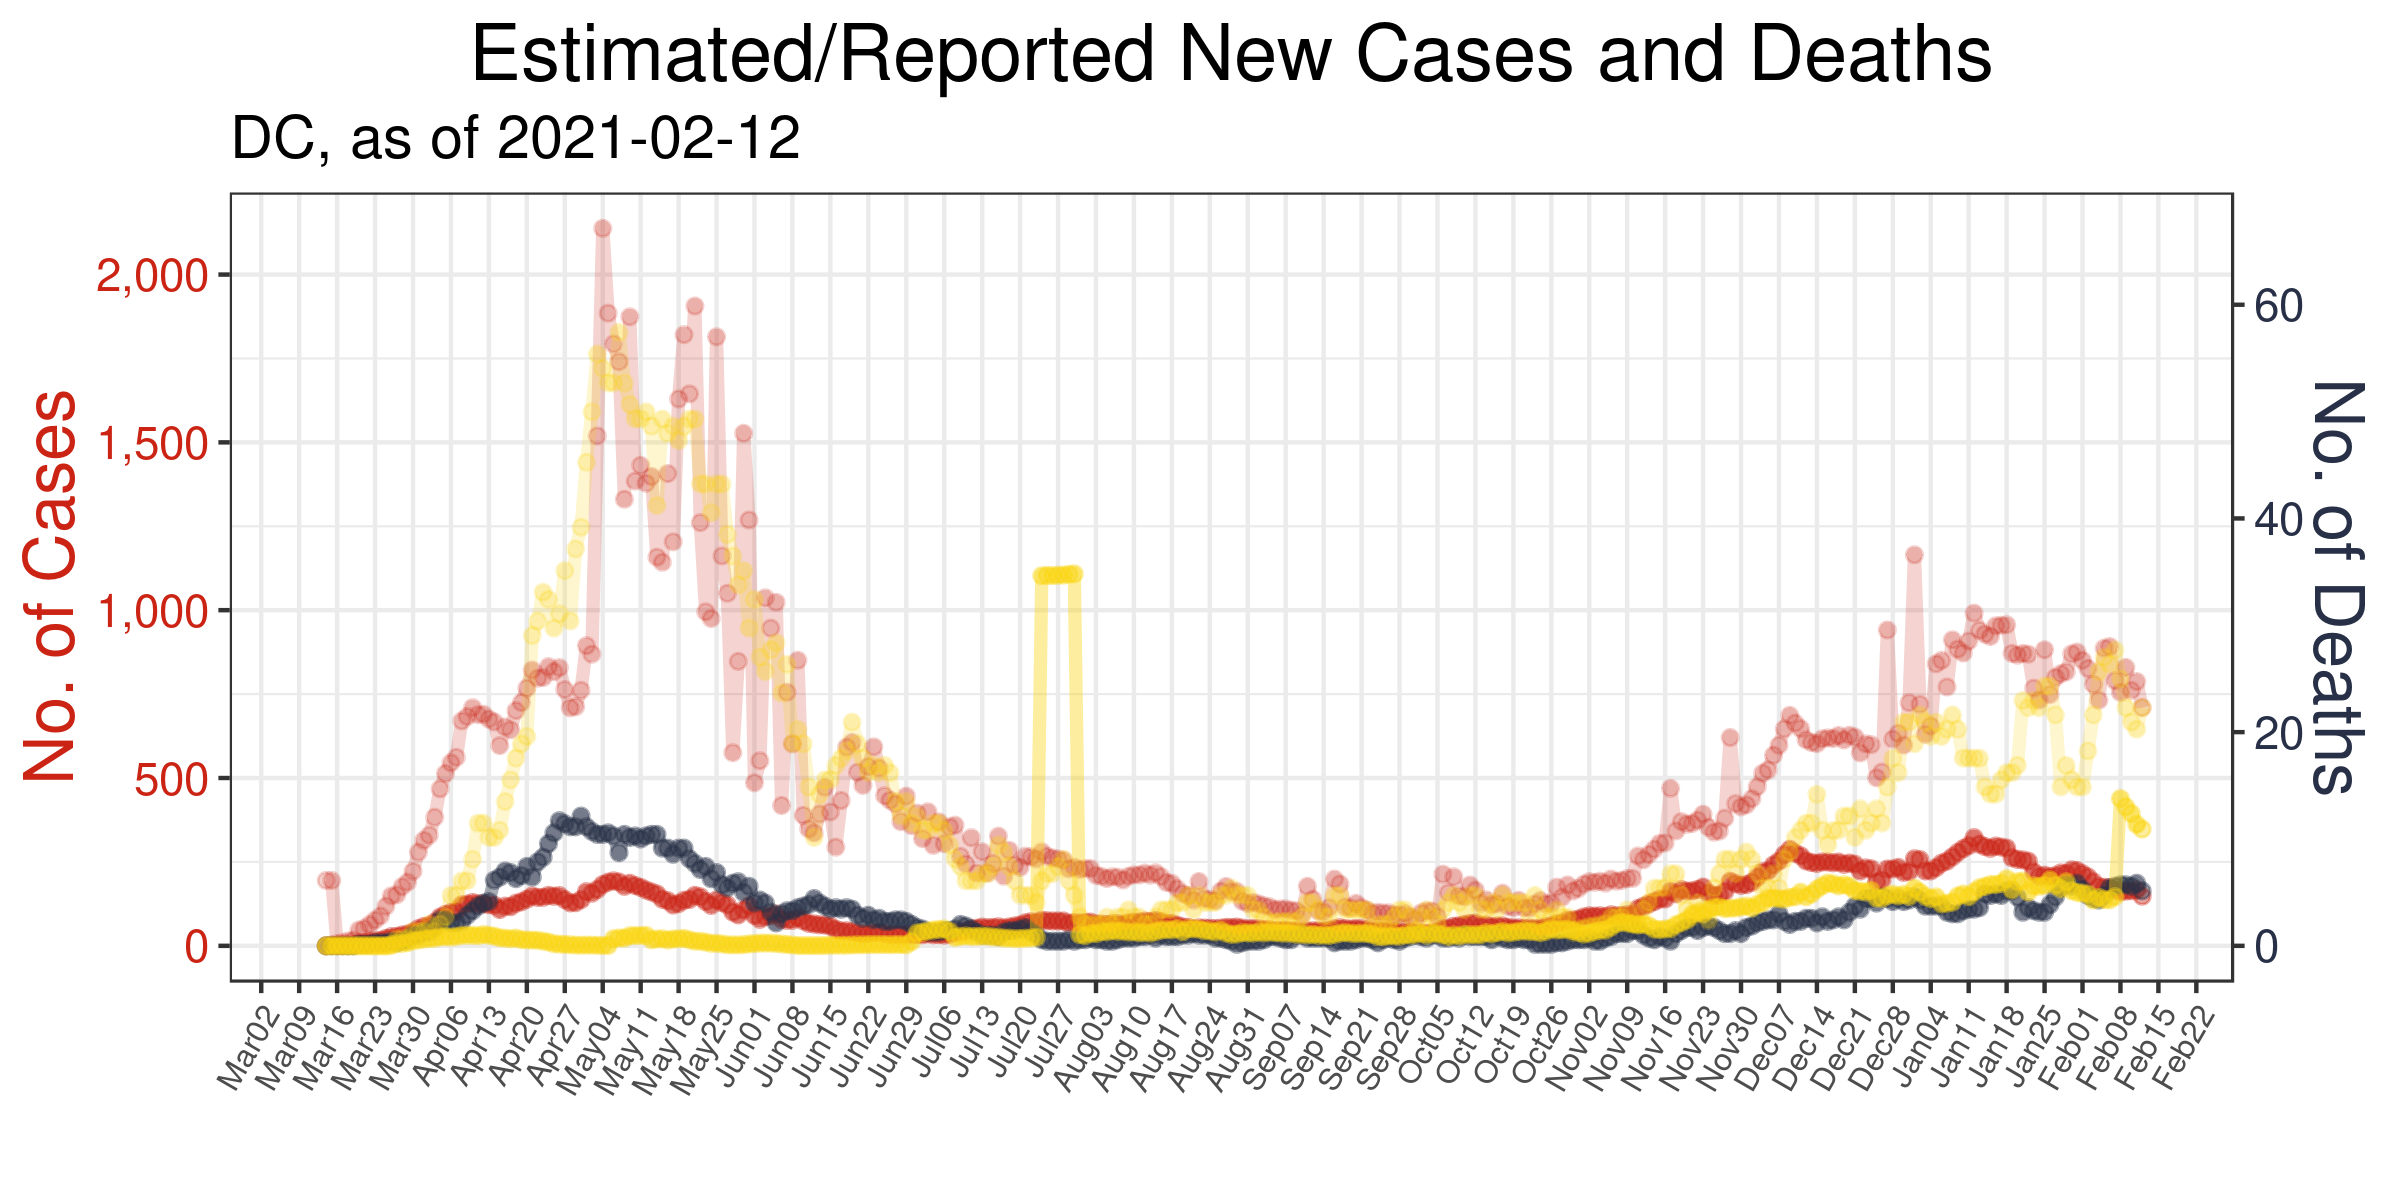 Estimated/Reported New Cases and Deaths
DC, as of 2021-02-12
No. of Cases
2,000
1,500
1,000
500
0
60
40
20
0
No. of Deaths
Mar02
Mar09
Mar16
Mar23
Mar30
Apr06
Apr13
Apr20
Apr27
May04
May11
May18
May25
Jun01
Jun08
Jun15
Jun22
Jun29
Jul06
Jul13
Jul20
Jul27
Aug03
Aug10
Aug17
Aug24
Aug31
Sep07
Sep14
Sep21
Sep28
Oct05
Oct12
Oct19
Oct26
Nov02
Nov09
Nov16
Nov23
Nov30
Dec07
Dec14
Dec21
Dec28
Jan04
Jan11
Jan18
Jan25
Feb01
Feb08
Feb15
Feb22